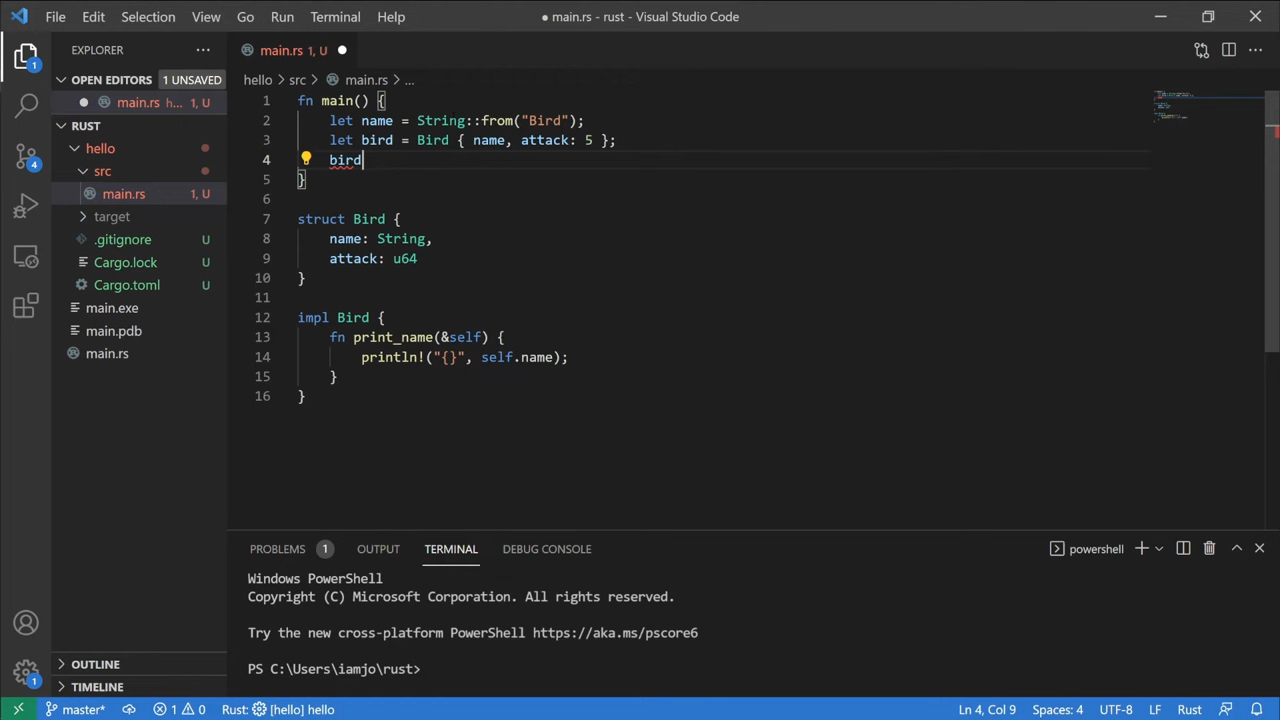 File Edit Selection View Go Run Terminal Help
● main.rs - rust - Visual Studio Code
EXPLORER ...
main.rs 1, U ●
OPEN EDITORS 1 UNSAVED
● main.rs h... 1, U
RUST
hello
src
main.rs 1, U
target
.gitignore U
Cargo.lock U
Cargo.toml U
main.exe
main.pdb
main.rs
OUTLINE
TIMELINE
1
4
1
hello > src > main.rs > ...
1 fn main() {
2     let name = String::from("Bird");
3     let bird = Bird { name, attack: 5 };
4     bird
5 }
6
7 struct Bird {
8     name: String,
9     attack: u64
10 }
11
12 impl Bird {
13     fn print_name(&self) {
14         println!("{}", self.name);
15     }
16 }
PROBLEMS 1 OUTPUT TERMINAL DEBUG CONSOLE
powershell
Windows PowerShell
Copyright (C) Microsoft Corporation. All rights reserved.
Try the new cross-platform PowerShell https://aka.ms/pscore6
PS C:\Users\iamjo\rust>
master* 1 0 Rust: [hello] hello
Ln 4, Col 9 Spaces: 4 UTF-8 LF Rust